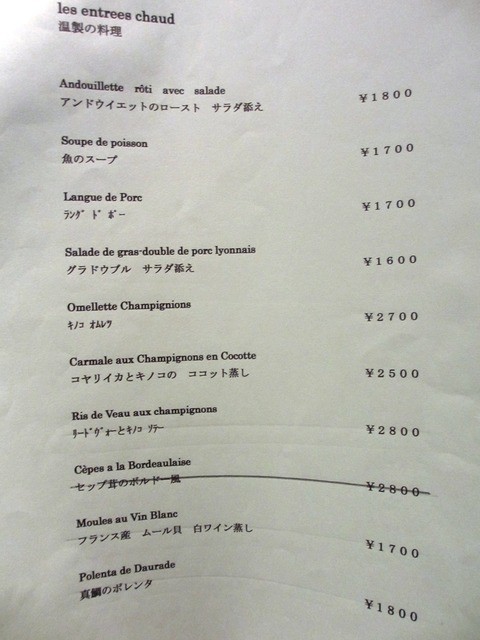 les entrees chaud
温製の料理
Andouillette rôti avec salade
アンドウイエットのロースト サラダ添え ￥1800
Soupe de poisson
魚のスープ ￥1700
Langue de Porc
ﾗﾝｸﾞ ﾄﾞ ﾎﾟｰ ￥1700
Salade de gras-double de porc lyonnais
グラドウブル サラダ添え ￥1600
Omellette Champignions
ｷﾉｺ ｵﾑﾚﾂ ￥2700
Carmale aux Champignons en Cocotte
コヤリイカとキノコの ココット蒸し ￥2500
Ris de Veau aux champignons
ﾘｰﾄﾞｳﾞｫｰとｷﾉｺ ｿﾃｰ ￥2800
Cèpes a la Bordeaulaise
セップ茸のボルドー風 ￥2800
Moules au Vin Blanc
フランス産 ムール貝 白ワイン蒸し ￥1700
Polenta de Daurade
真鯛のポレンタ ￥1800